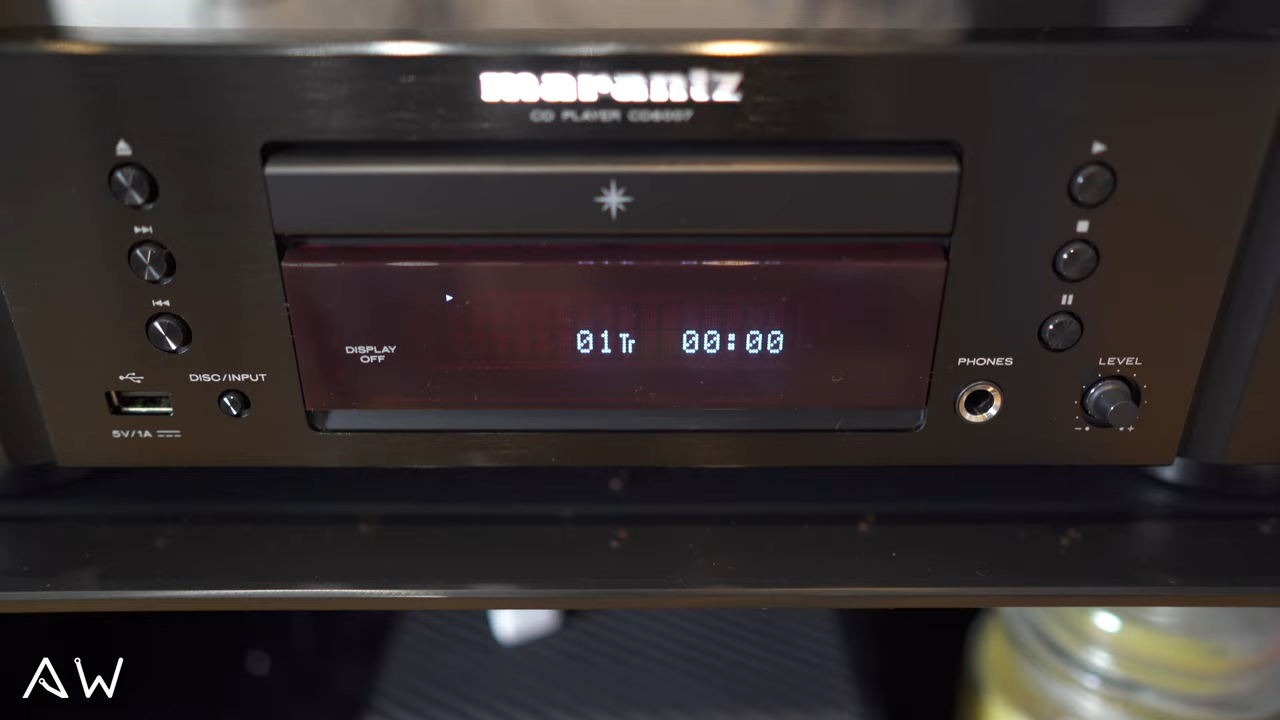 marantz
CD PLAYER CD6007
DISPLAY
OFF
01Tr 00:00
DISC/INPUT
5V/1A
PHONES
LEVEL
AW